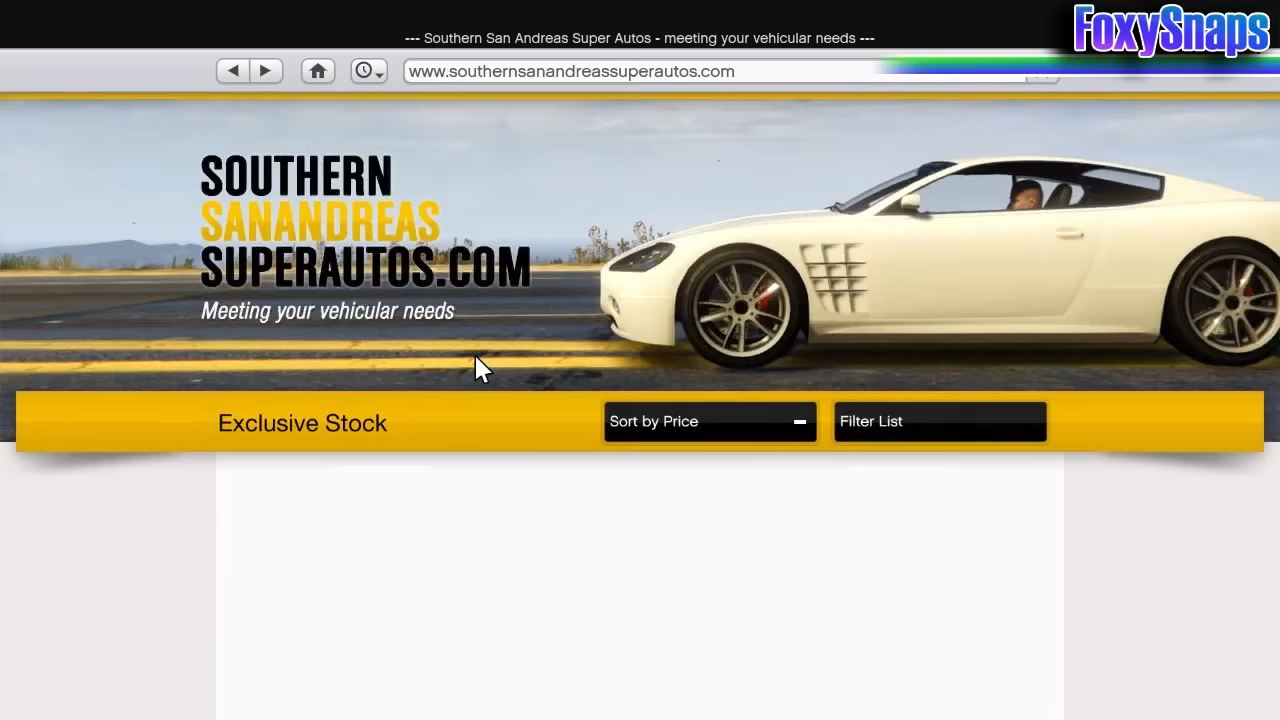 --- Southern San Andreas Super Autos - meeting your vehicular needs ---
FoxySnaps
www.southernsanandreassuperautos.com
SOUTHERN
SANANDREAS
SUPERAUTOS.COM
Meeting your vehicular needs
Exclusive Stock
Sort by Price
Filter List